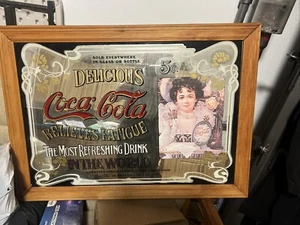 SOLD EVERYWHERE
IN GLASS OR BOTTLE
DELICIOUS
5¢
Coca-Cola
RELIEVES FATIGUE
THE MOST REFRESHING DRINK
IN THE WORLD